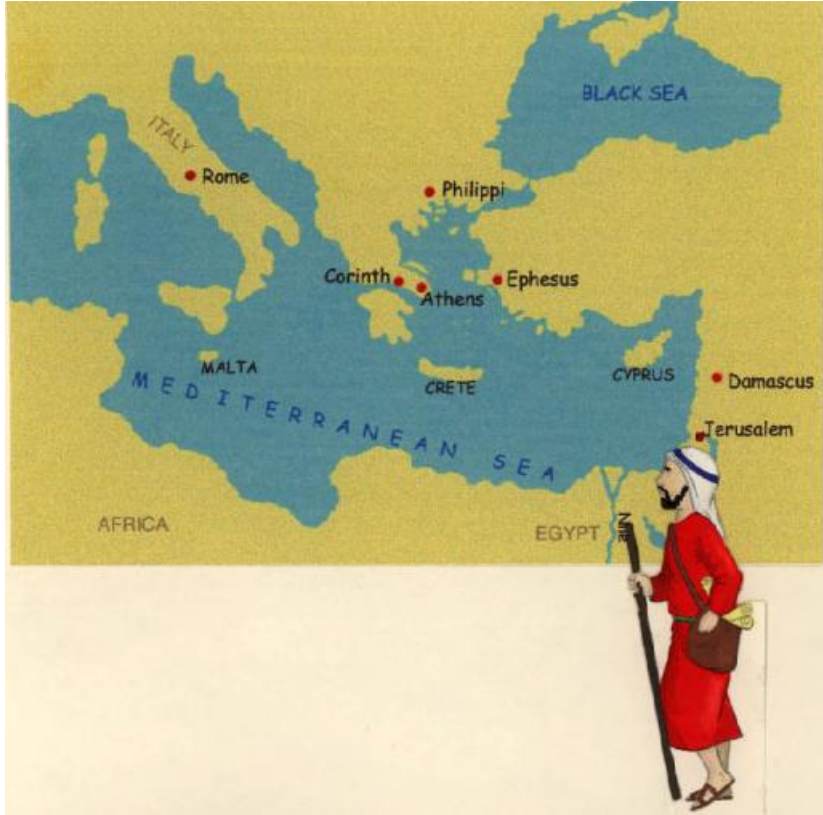 BLACK SEA
ITALY
Rome
Philippi
Corinth
Athens
Ephesus
MALTA
CRETE
CYPRUS
Damascus
MEDITERRANEAN SEA
Jerusalem
AFRICA
EGYPT
Nile